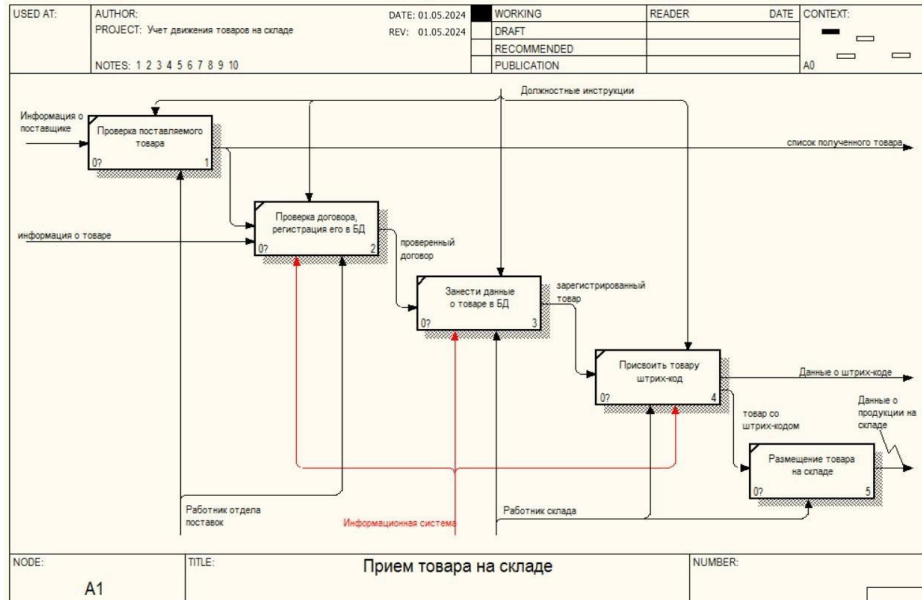 USED AT:
AUTHOR:
DATE: 01.05.2024
PROJECT: Учет движения товаров на складе
REV: 01.05.2024
NOTES: 1 2 3 4 5 6 7 8 9 10
WORKING
DRAFT
RECOMMENDED
PUBLICATION
READER
DATE
CONTEXT:
A0
Должностные инструкции
Информация о
поставщике
Проверка поставляемого
товара
0?
1
список полученного товара
информация о товаре
Проверка договора,
регистрация его в БД
0?
2
проверенный
договор
Занести данные
о товаре в БД
0?
3
зарегистрированный
товар
Присвоить товару
штрих-код
0?
4
Данные о штрих-коде
товар со
штрих-кодом
Данные о
продукции на
складе
Размещение товара
на складе
0?
5
Работник отдела
поставок
Информационная система
Работник склада
NODE:
A1
TITLE:
Прием товара на складе
NUMBER: